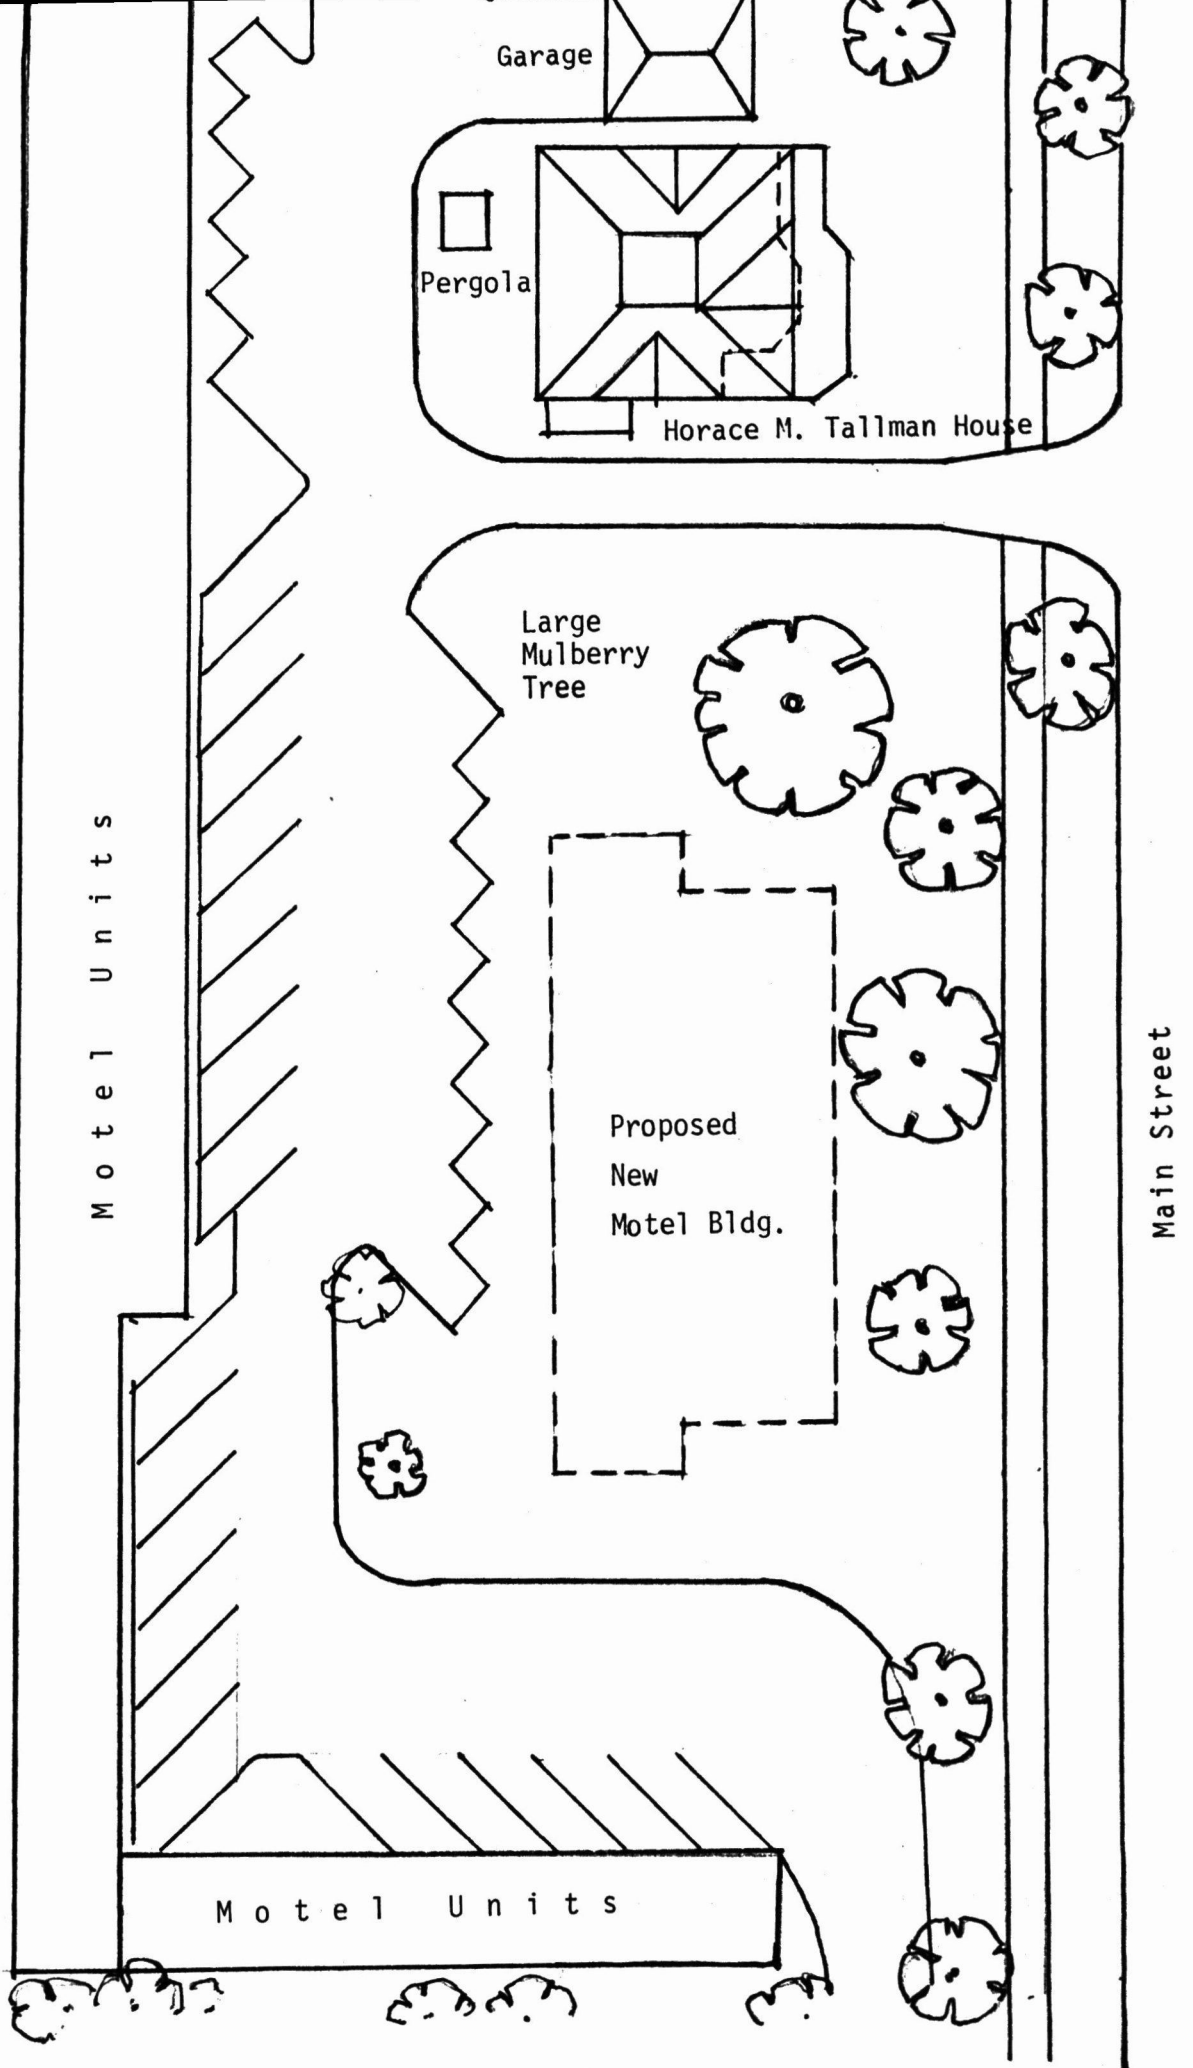 Garage
Pergola
Horace M. Tallman House
Large
Mulberry
Tree
Motel Units
Proposed
New
Motel Bldg.
Main Street
Motel Units